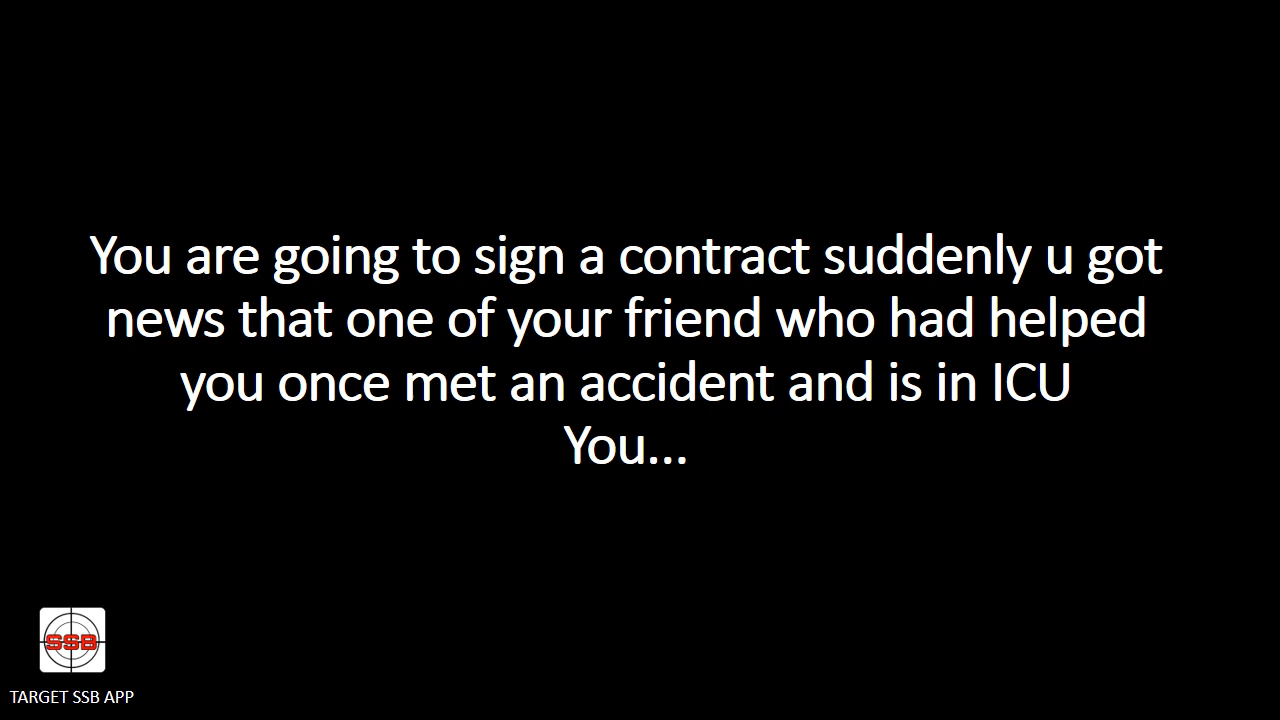 You are going to sign a contract suddenly u got
news that one of your friend who had helped
you once met an accident and is in ICU
You...
SSB
TARGET SSB APP